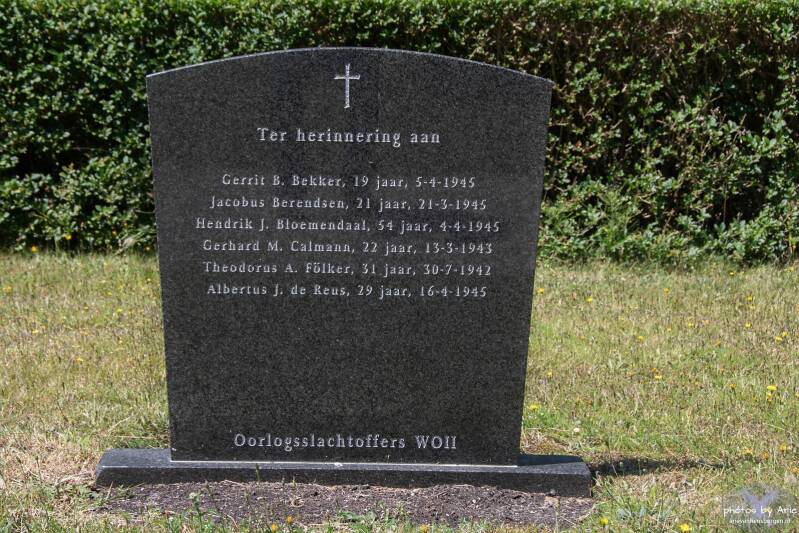 Ter herinnering aan
Gerrit B. Bekker, 19 jaar, 5-4-1945
Jacobus Berendsen, 21 jaar, 21-3-1945
Hendrik J. Bloemendaal, 54 jaar, 4-4-1945
Gerhard M. Calmann, 22 jaar, 13-3-1943
Theodorus A. Fölker, 31 jaar, 30-7-1942
Albertus J. de Reus, 29 jaar, 16-4-1945
Oorlogsslachtoffers WOII
photos by Arie